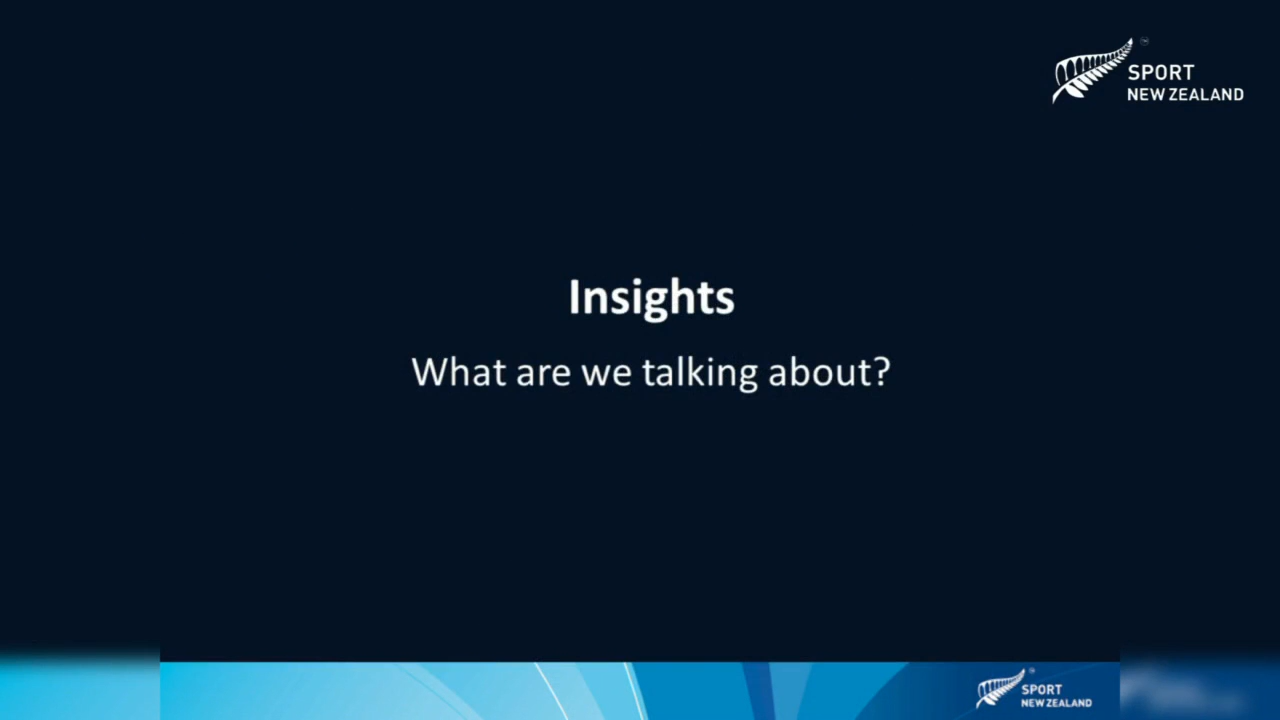 SPORT
NEW ZEALAND
Insights
What are we talking about?
SPORT
NEW ZEALAND